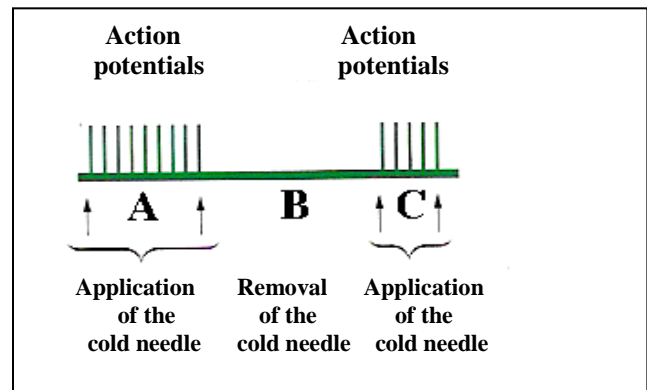 Action
potentials
Action
potentials
A
B
C
Application
of the
cold needle
Removal
of the
cold needle
Application
of the
cold needle